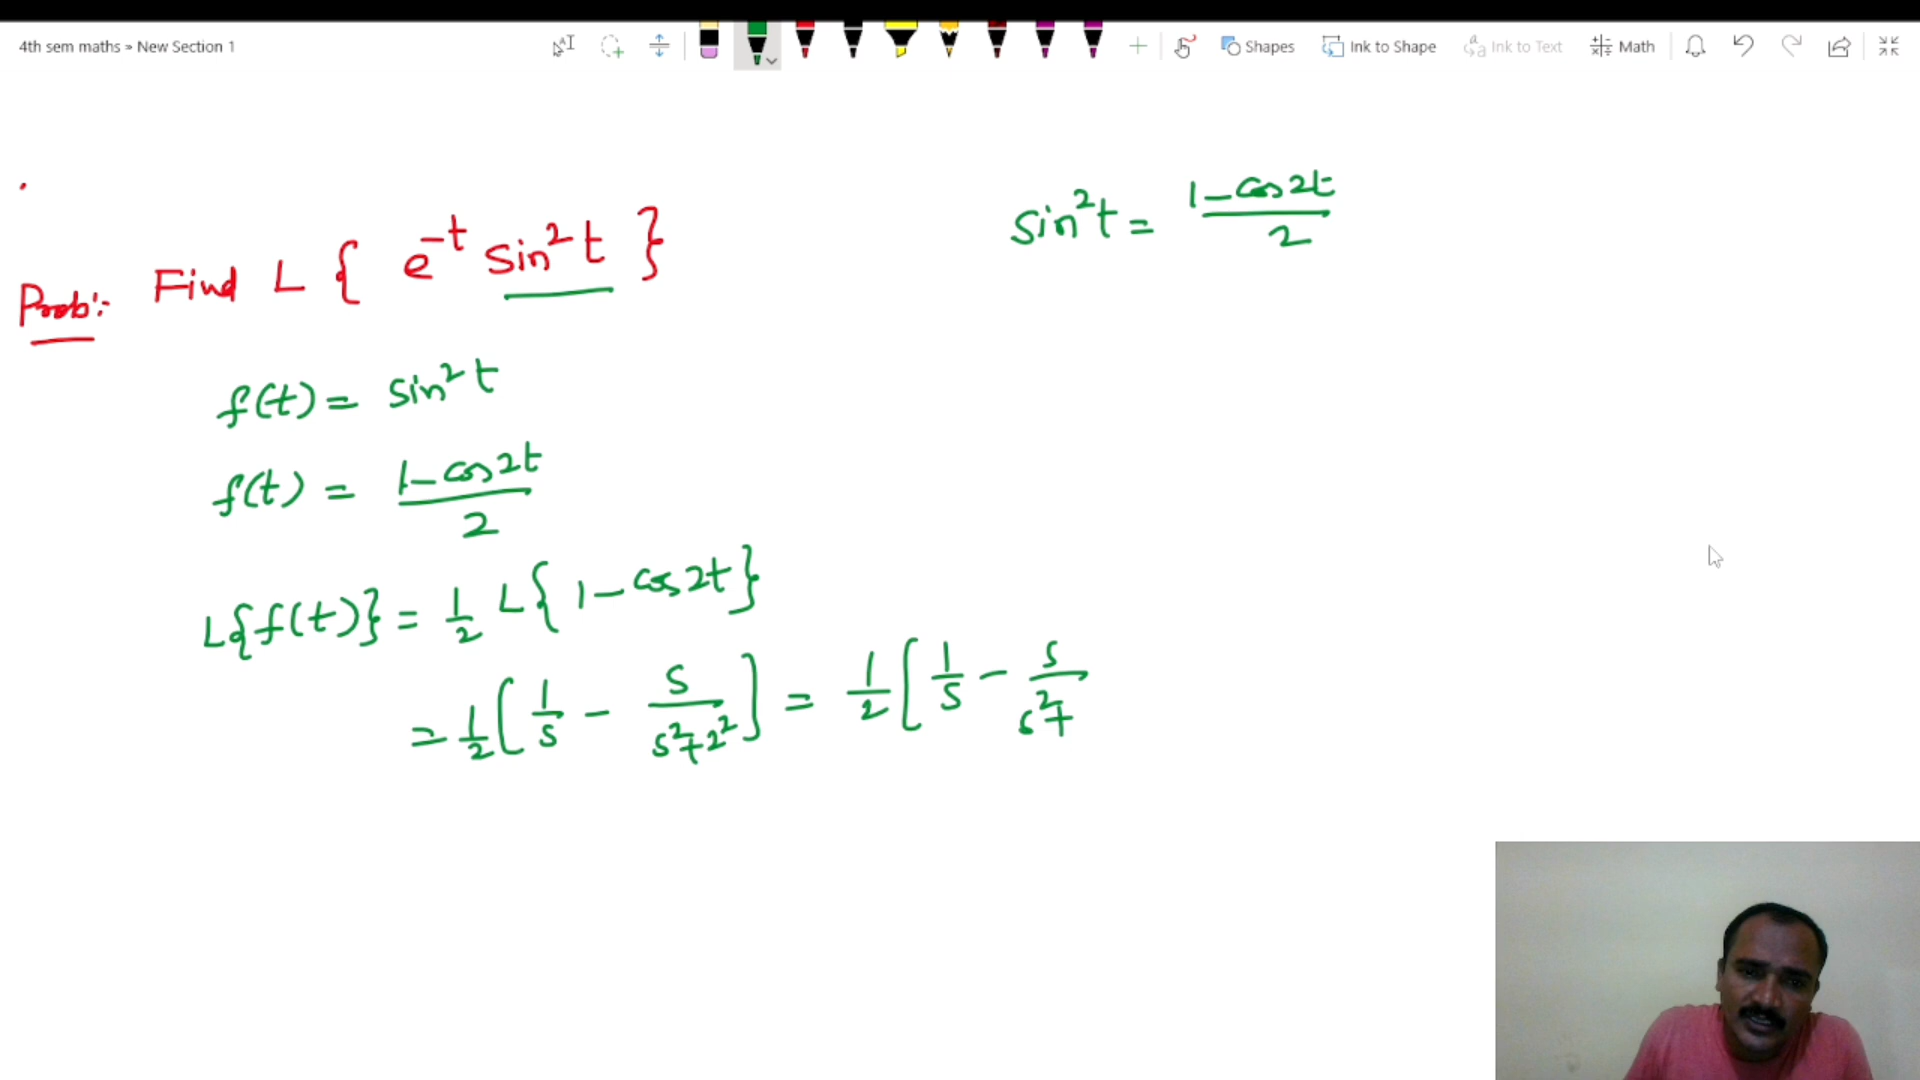 4th sem maths » New Section 1
Shapes
Ink to Shape
Ink to Text
Math
Prob:- Find L { e^{-t} sin²t }
sin²t = (1-cos2t)/2
f(t) = sin²t
f(t) = (1-cos2t)/2
L{f(t)} = 1/2 L{ 1-cos2t }
= 1/2 [ 1/s - s/(s²+2²) ] = 1/2 [ 1/s - s/(s²+